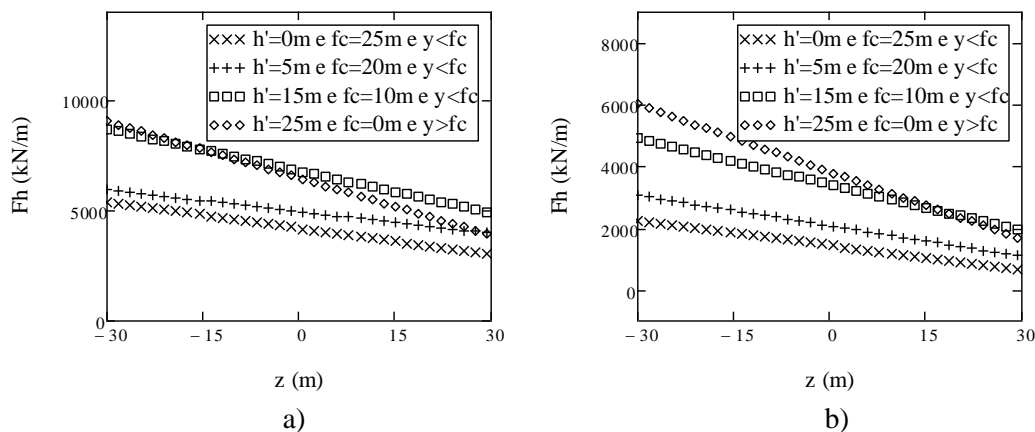 h'=0m e fc=25m e y<fc
h'=5m e fc=20m e y<fc
h'=15m e fc=10m e y<fc
h'=25m e fc=0m e y>fc
10000
5000
0
Fh (kN/m)
−30
−15
0
15
30
z (m)
a)
h'=0m e fc=25m e y<fc
h'=5m e fc=20m e y<fc
h'=15m e fc=10m e y<fc
h'=25m e fc=0m e y>fc
8000
6000
4000
2000
0
Fh (kN/m)
−30
−15
0
15
30
z (m)
b)